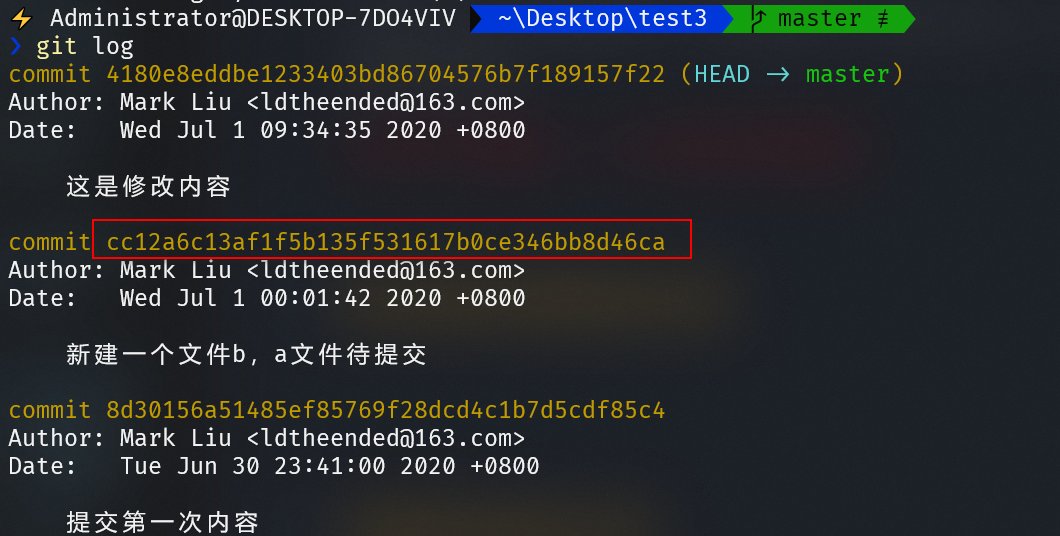 Administrator@DESKTOP-7DO4VIV ~\Desktop\test3 master ≢
❯ git log
commit 4180e8eddbe1233403bd86704576b7f189157f22 (HEAD -> master)
Author: Mark Liu <ldtheended@163.com>
Date: Wed Jul 1 09:34:35 2020 +0800
这是修改内容
commit cc12a6c13af1f5b135f531617b0ce346bb8d46ca
Author: Mark Liu <ldtheended@163.com>
Date: Wed Jul 1 00:01:42 2020 +0800
新建一个文件b，a文件待提交
commit 8d30156a51485ef85769f28dcd4c1b7d5cdf85c4
Author: Mark Liu <ldtheended@163.com>
Date: Tue Jun 30 23:41:00 2020 +0800
提交第一次内容